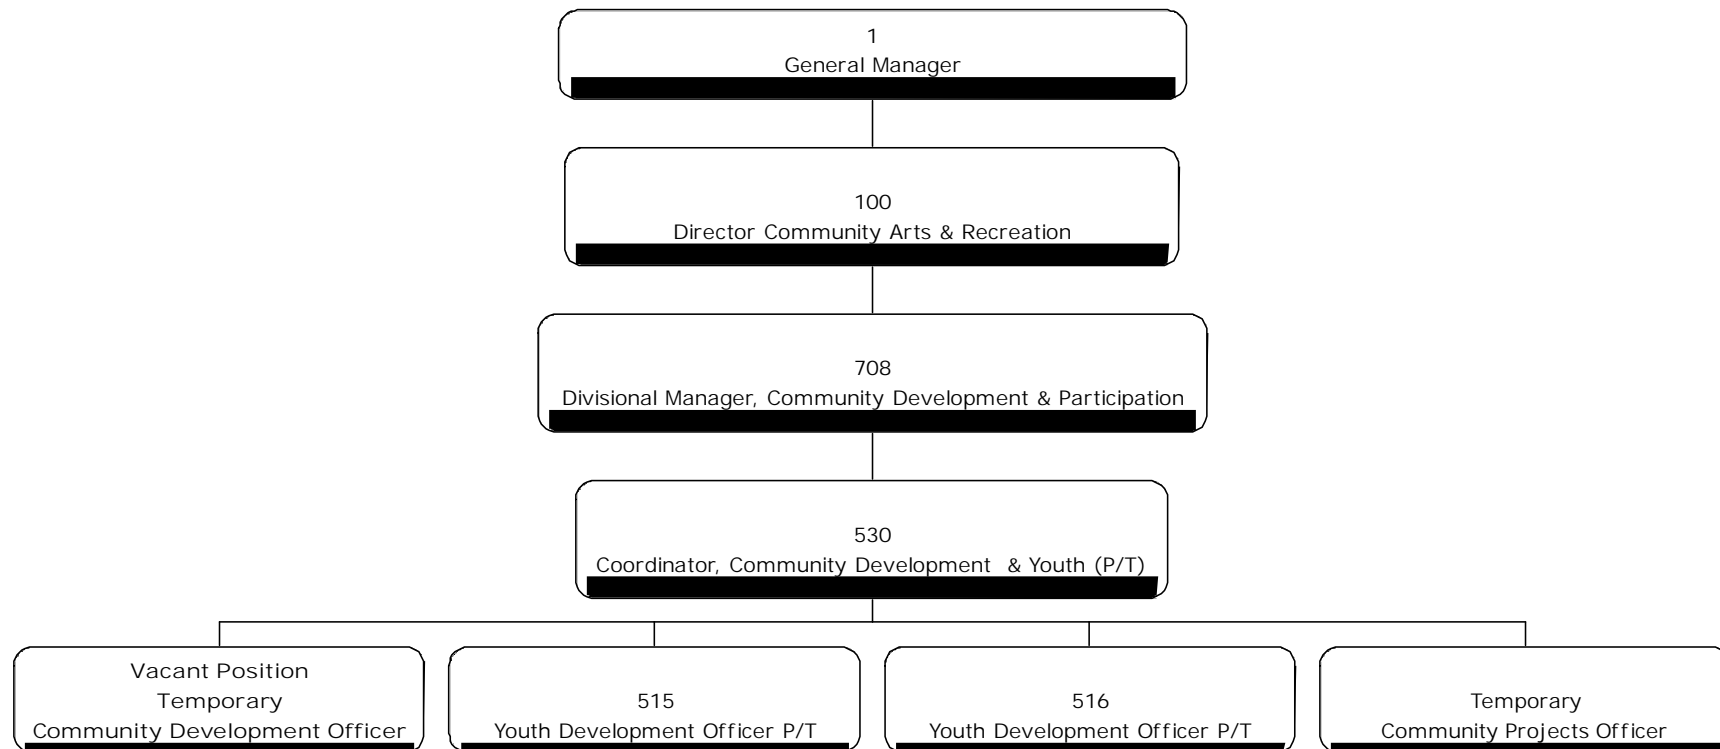 1
General Manager
100
Director Community Arts & Recreation
708
Divisional Manager, Community Development & Participation
530
Coordinator, Community Development & Youth (P/T)
Vacant Position
Temporary
Community Development Officer
515
Youth Development Officer P/T
516
Youth Development Officer P/T
Temporary
Community Projects Officer